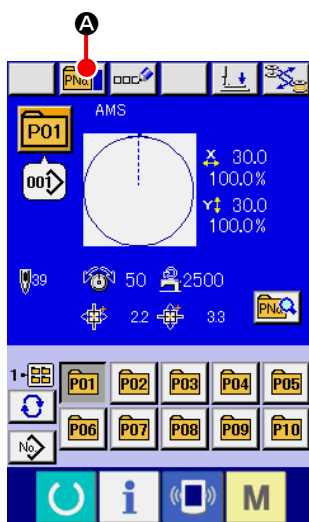 A
PNo.
AMS
P01
001
X 30.0
100.0%
Y 30.0
100.0%
39
50
2500
2.2
3.3
PNo.
1-
P01 P02 P03 P04 P05
P06 P07 P08 P09 P10
No.
i
M